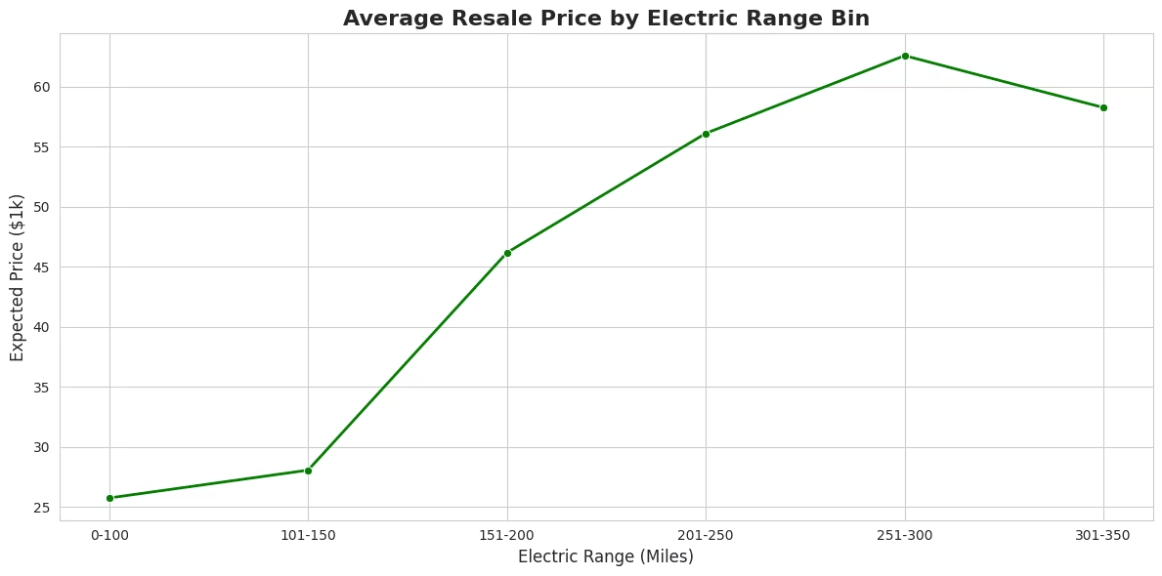 Average Resale Price by Electric Range Bin
Expected Price ($1k)
60
55
50
45
40
35
30
25
0-100 101-150 151-200 201-250 251-300 301-350
Electric Range (Miles)